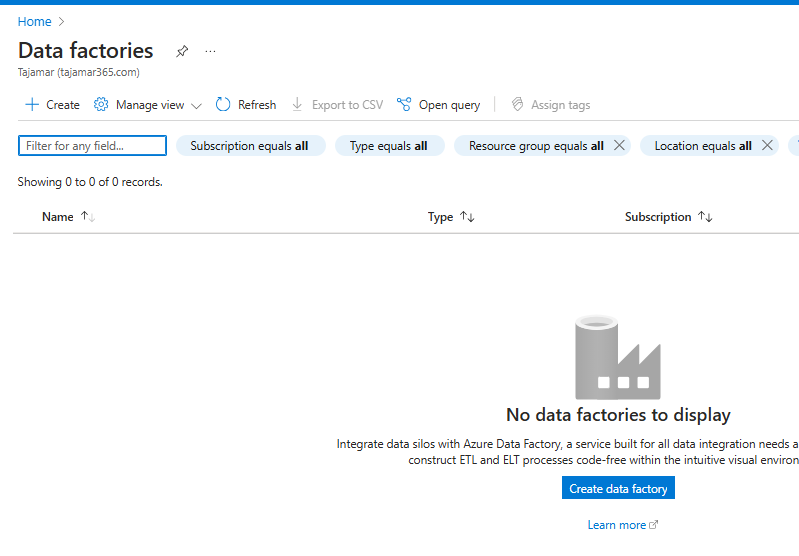 Home
Data factories
Tajamar (tajamar365.com)
Create Manage view Refresh Export to CSV Open query Assign tags
Filter for any field... Subscription equals all Type equals all Resource group equals all Location equals all
Showing 0 to 0 of 0 records.
Name Type Subscription
No data factories to display
Integrate data silos with Azure Data Factory, a service built for all data integration needs a
construct ETL and ELT processes code-free within the intuitive visual environ
Create data factory
Learn more